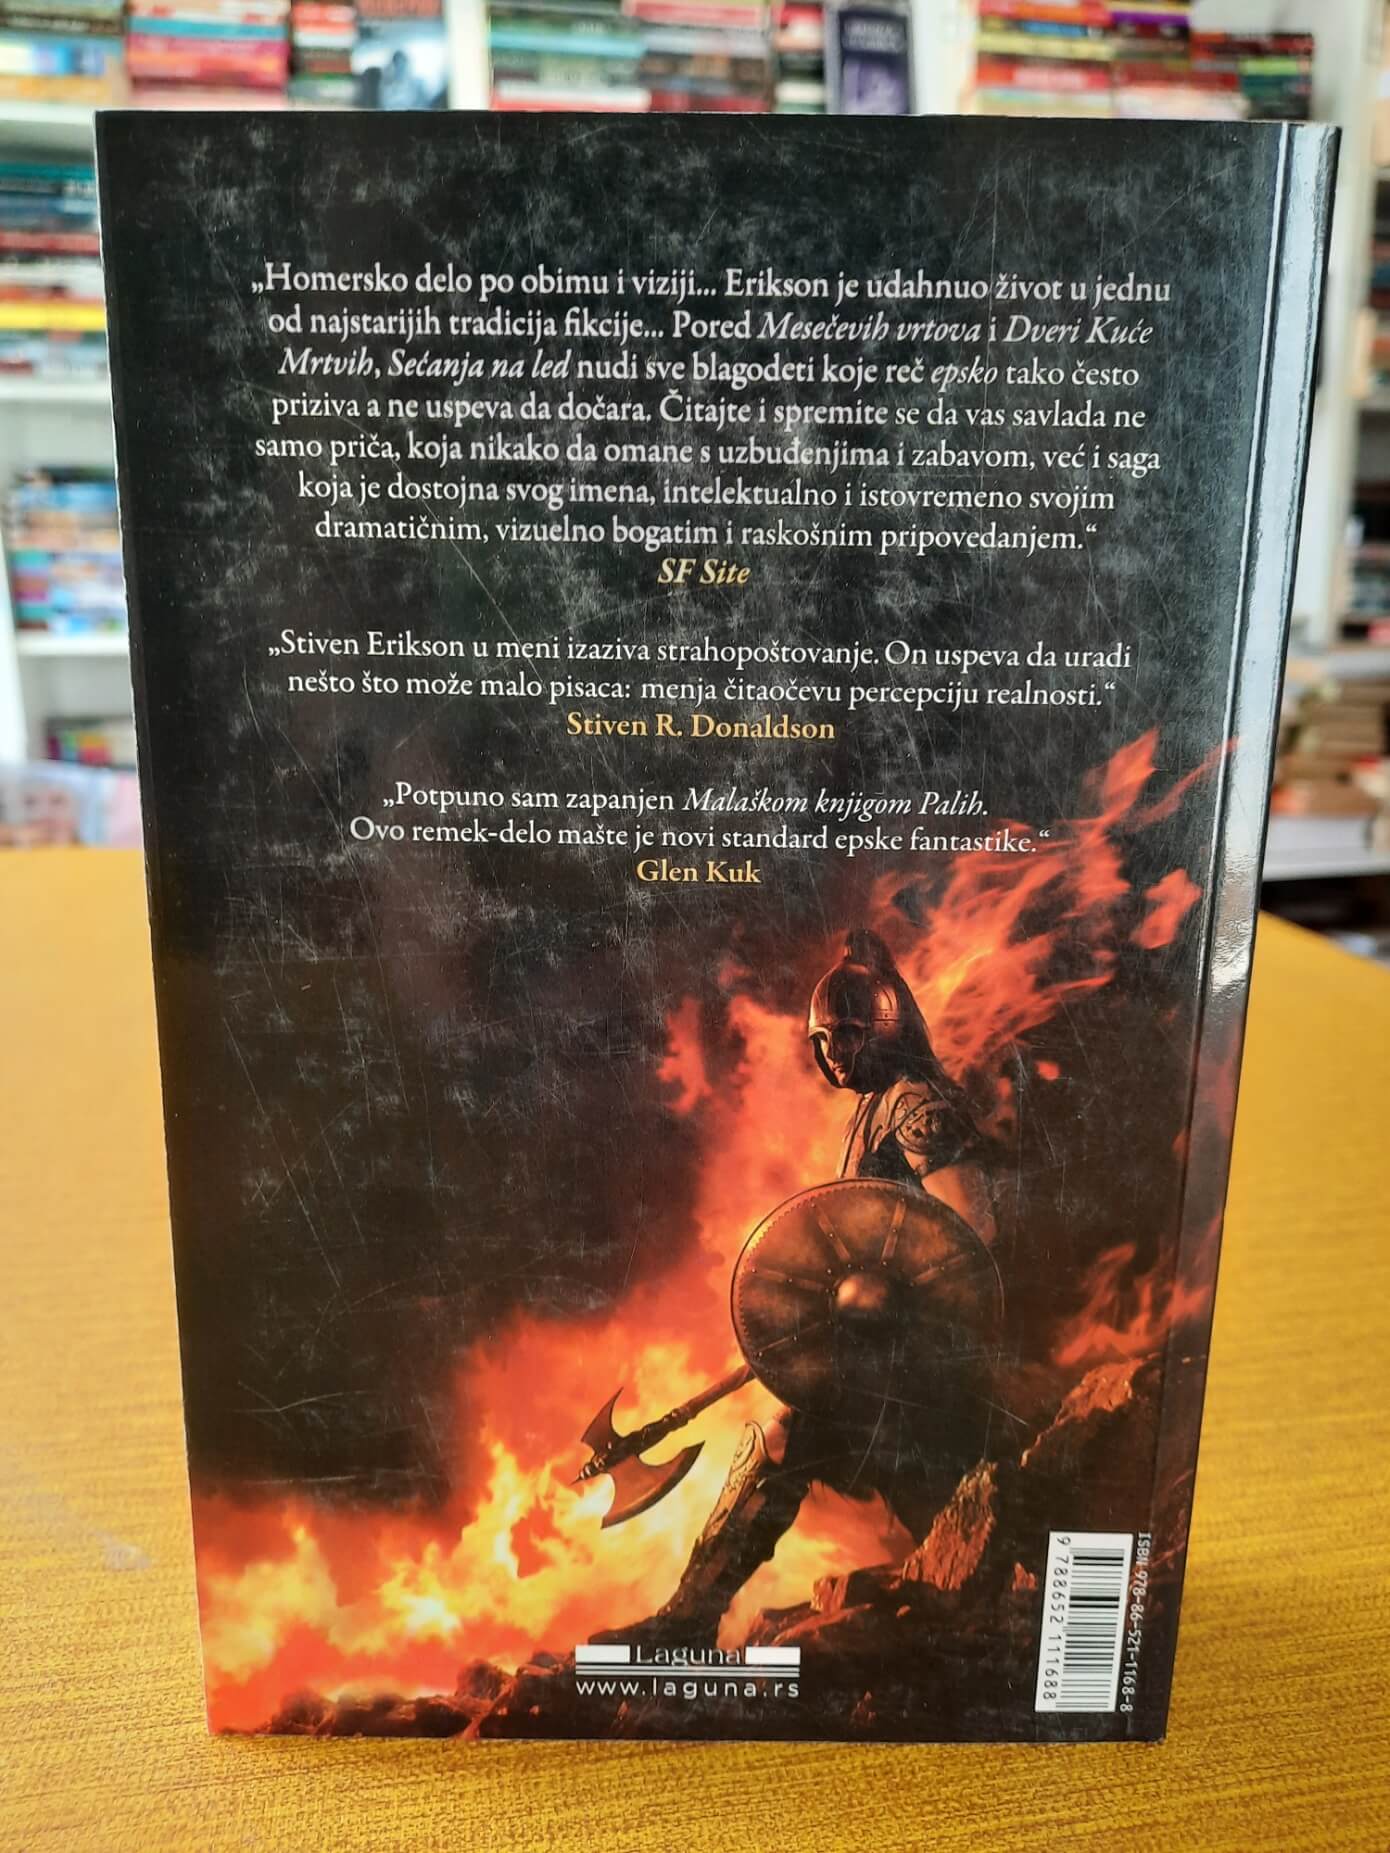 „Homersko delo po obimu i viziji... Erikson je udahnuo život u jednu
od najstarijih tradicija fikcije... Pored Mesečevih vrtova i Dveri Kuće
Mrtvih, Sećanja na led nudi sve blagodeti koje reč epsko tako često
priziva a ne uspeva da dočara. Čitajte i spremite se da vas savlada ne
samo priča, koja nikako da omane s uzbuđenjima i zabavom, već i saga
koja je dostojna svog imena, intelektualno i istovremeno svojim
dramatičnim, vizuelno bogatim i raskošnim pripovedanjem.“
SF Site
„Stiven Erikson u meni izaziva strahopoštovanje. On uspeva da uradi
nešto što može malo pisaca: menja čitaočevu percepciju realnosti.“
Stiven R. Donaldson
„Potpuno sam zapanjen Malaškom knjigom Palih.
Ovo remek-delo mašte je novi standard epske fantastike.“
Glen Kuk
Laguna
www.laguna.rs
ISBN 978-86-521-1168-8
9 788652 111688